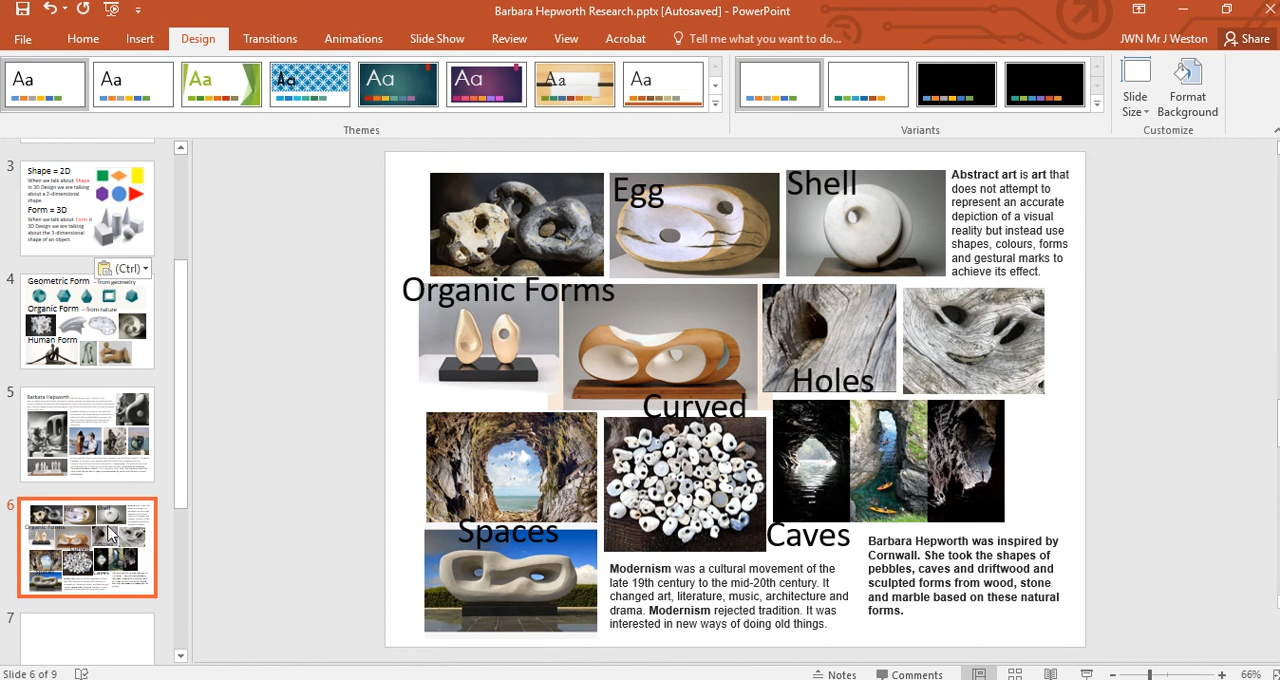 Barbara Hepworth Research.pptx [Autosaved] - PowerPoint
File Home Insert Design Transitions Animations Slide Show Review View Acrobat Tell me what you want to do... JWN Mr J Weston Share
Aa Aa Aa Aa Aa Aa Aa Aa
Slide Size
Format Background
Themes
Variants
Customize
3
Shape = 2D
When we talk about Shape
in 3D Design we are talking
about a 2-dimensional
shape.
Form = 3D
When we talk about Form in
3D Design we are talking
about the 3-dimensional
shape of an object.
(Ctrl)
4
Geometric Form – from geometry
Organic Form – from nature
Human Form
5
Barbara Hepworth
6
7
Egg
Shell
Abstract art is art that
does not attempt to
represent an accurate
depiction of a visual
reality but instead use
shapes, colours, forms
and gestural marks to
achieve its effect.
Organic Forms
Holes
Curved
Spaces
Caves
Modernism was a cultural movement of the
late 19th century to the mid-20th century. It
changed art, literature, music, architecture and
drama. Modernism rejected tradition. It was
interested in new ways of doing old things.
Barbara Hepworth was inspired by
Cornwall. She took the shapes of
pebbles, caves and driftwood and
sculpted forms from wood, stone
and marble based on these natural
forms.
Slide 6 of 9
Notes
Comments
66%